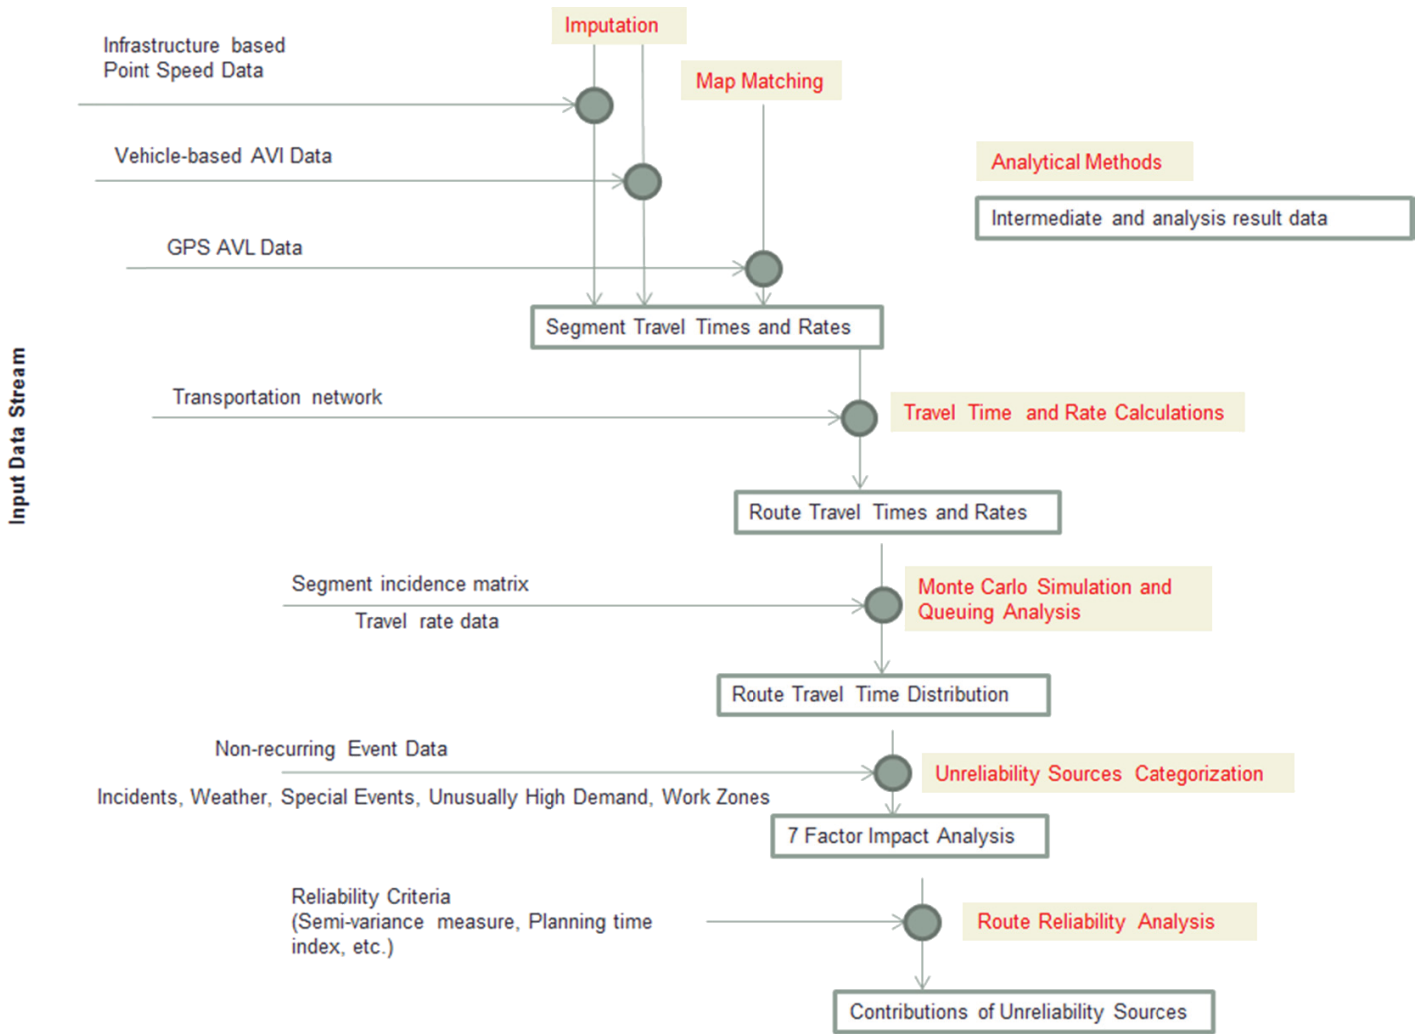 Imputation
Infrastructure based
Point Speed Data
Map Matching
Vehicle-based AVI Data
Analytical Methods
Intermediate and analysis result data
GPS AVL Data
Segment Travel Times and Rates
Input Data Stream
Transportation network
Travel Time and Rate Calculations
Route Travel Times and Rates
Segment incidence matrix
Travel rate data
Monte Carlo Simulation and
Queuing Analysis
Route Travel Time Distribution
Non-recurring Event Data
Unreliability Sources Categorization
Incidents, Weather, Special Events, Unusually High Demand, Work Zones
7 Factor Impact Analysis
Reliability Criteria
(Semi-variance measure, Planning time
index, etc.)
Route Reliability Analysis
Contributions of Unreliability Sources